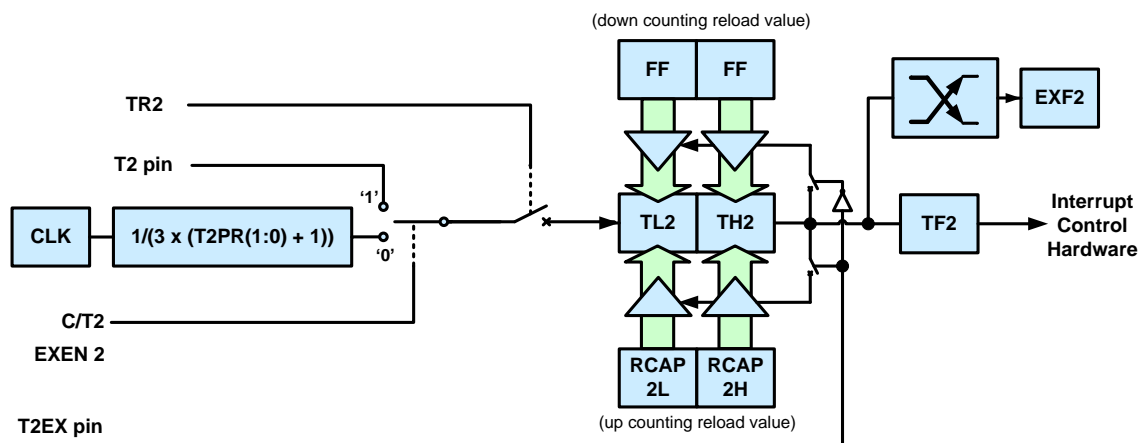 (down counting reload value)
FF
FF
TR2
EXF2
T2 pin
'1'
CLK
1/(3 x (T2PR(1:0) + 1))
'0'
TL2
TH2
TF2
Interrupt
Control
Hardware
C/T2
EXEN 2
RCAP
2L
RCAP
2H
T2EX pin
(up counting reload value)